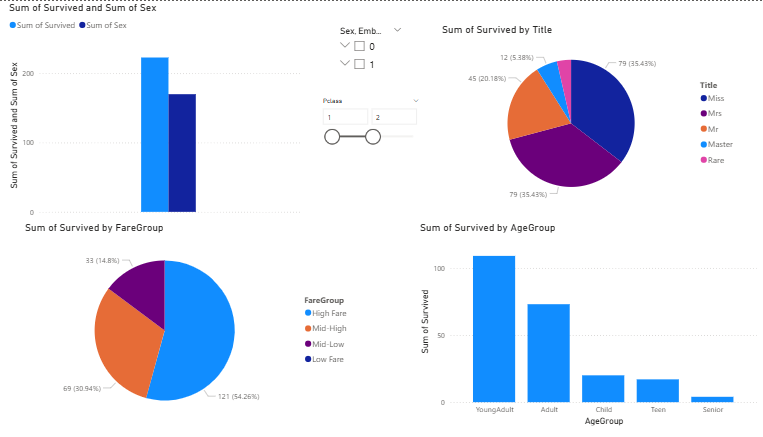 Sum of Survived and Sum of Sex
Sum of Survived Sum of Sex
Sum of Survived and Sum of Sex
200
100
0
Sex, Emb...
0
1
Pclass
1 2
Sum of Survived by Title
12 (5.38%)
79 (35.43%)
45 (20.18%)
79 (35.43%)
Title
Miss
Mrs
Mr
Master
Rare
Sum of Survived by FareGroup
33 (14.8%)
69 (30.94%)
121 (54.26%)
FareGroup
High Fare
Mid-High
Mid-Low
Low Fare
Sum of Survived by AgeGroup
Sum of Survived
100
50
0
YoungAdult Adult Child Teen Senior
AgeGroup